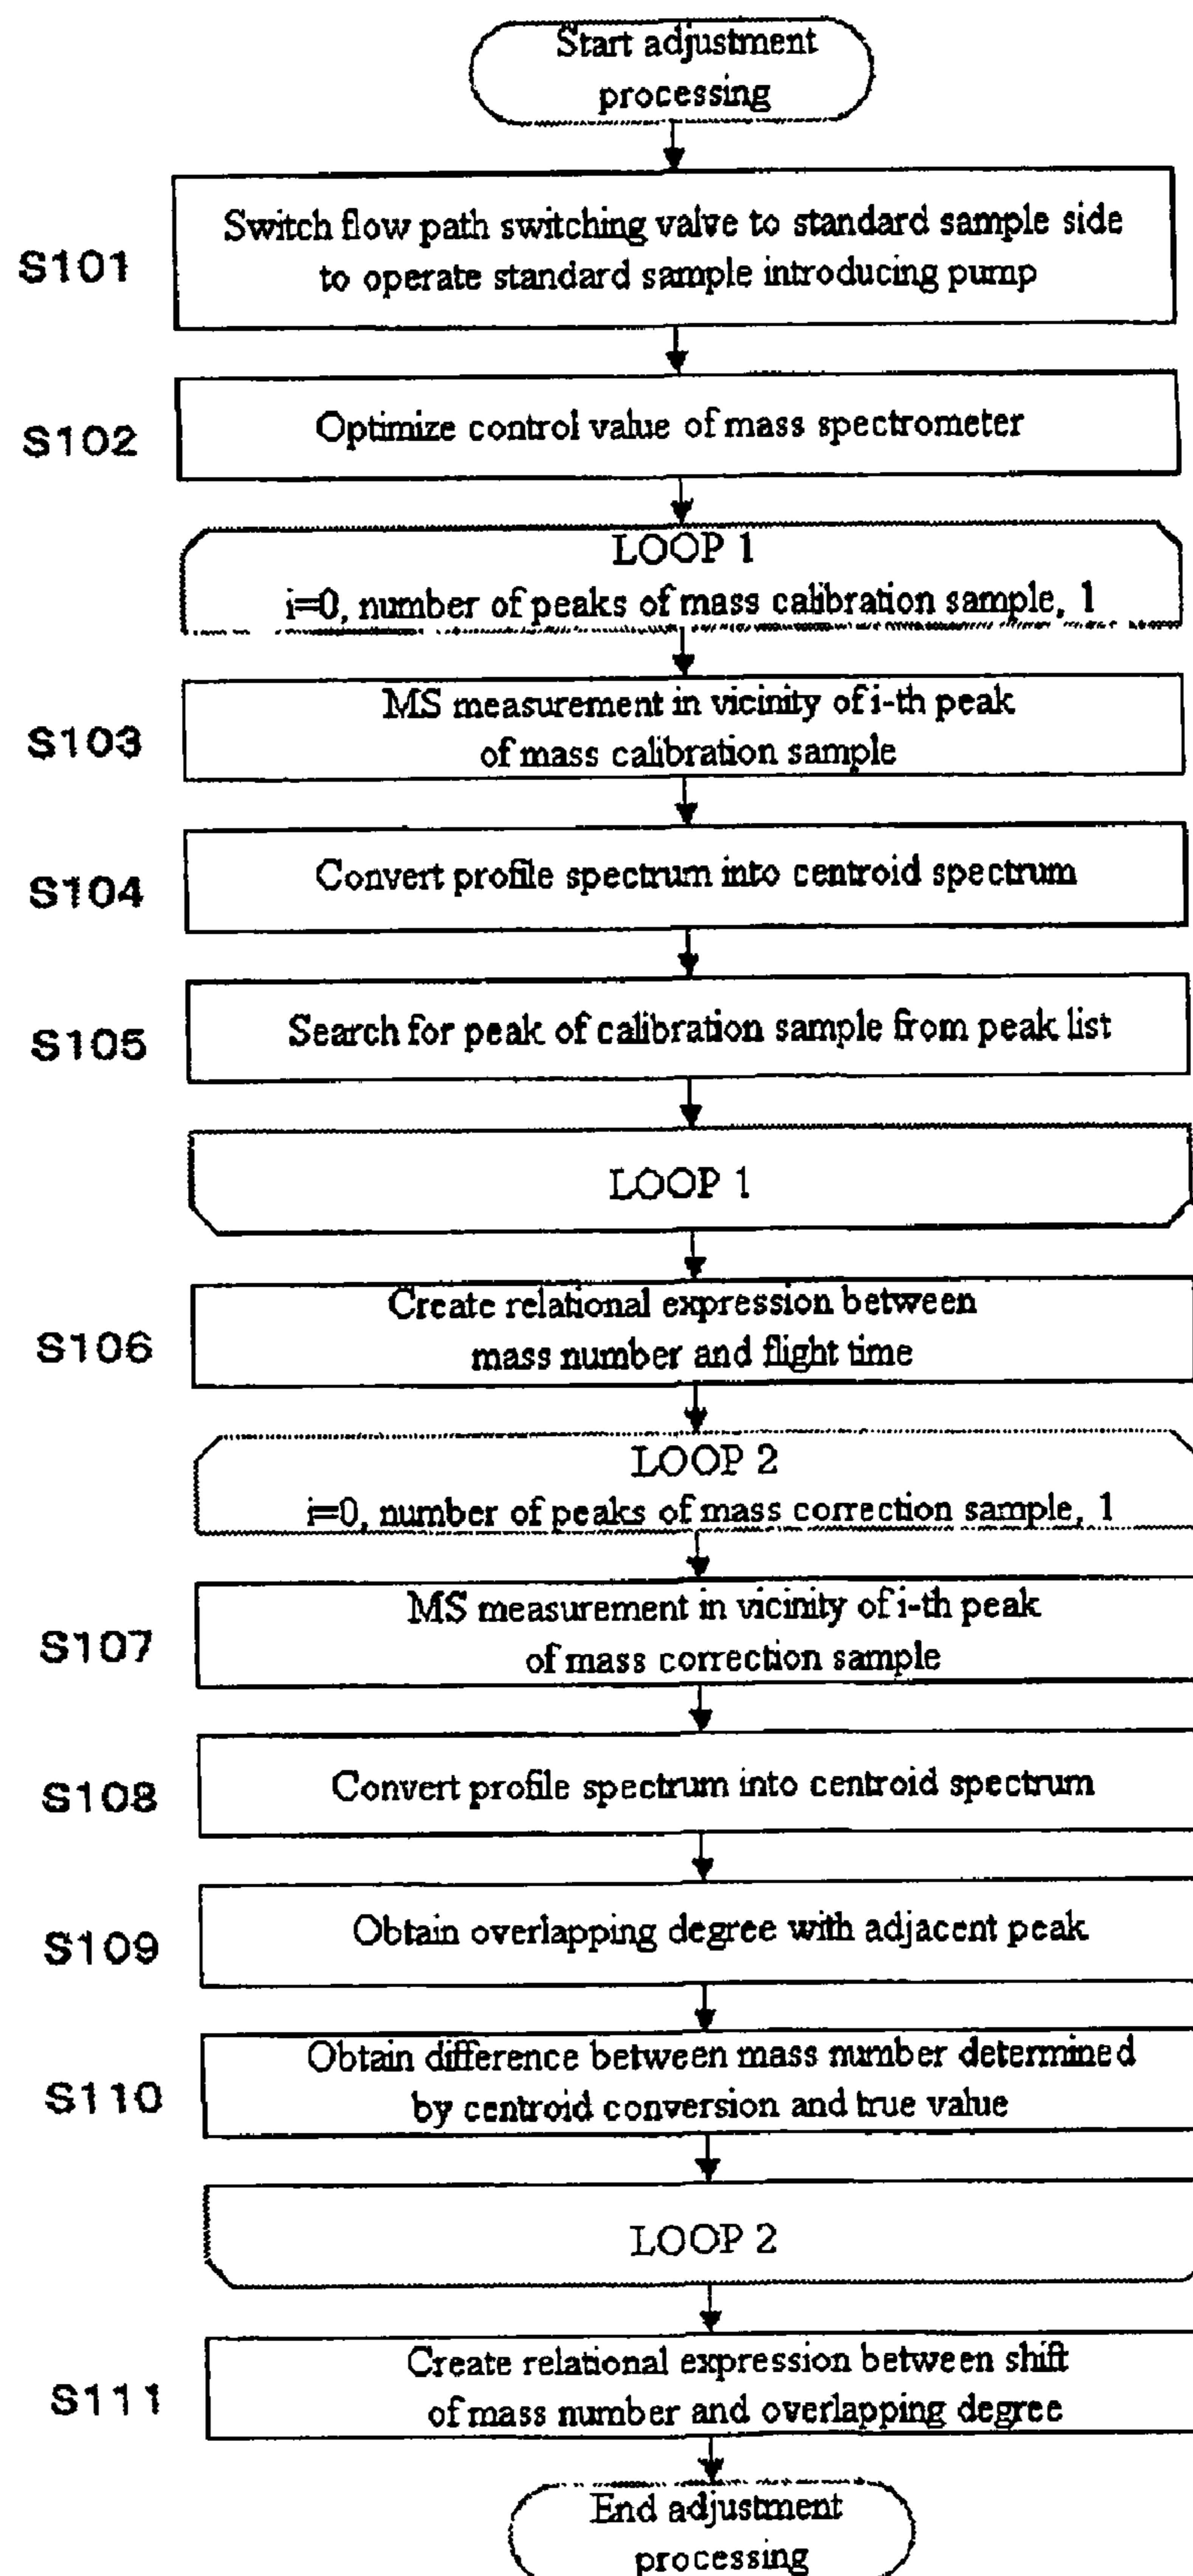 Start adjustment
processing
S101
Switch flow path switching valve to standard sample side
to operate standard sample introducing pump
S102
Optimize control value of mass spectrometer
LOOP 1
i=0, number of peaks of mass calibration sample, 1
S103
MS measurement in vicinity of i-th peak
of mass calibration sample
S104
Convert profile spectrum into centroid spectrum
S105
Search for peak of calibration sample from peak list
LOOP 1
S106
Create relational expression between
mass number and flight time
LOOP 2
i=0, number of peaks of mass correction sample, 1
S107
MS measurement in vicinity of i-th peak
of mass correction sample
S108
Convert profile spectrum into centroid spectrum
S109
Obtain overlapping degree with adjacent peak
S110
Obtain difference between mass number determined
by centroid conversion and true value
LOOP 2
S111
Create relational expression between shift
of mass number and overlapping degree
End adjustment
processing